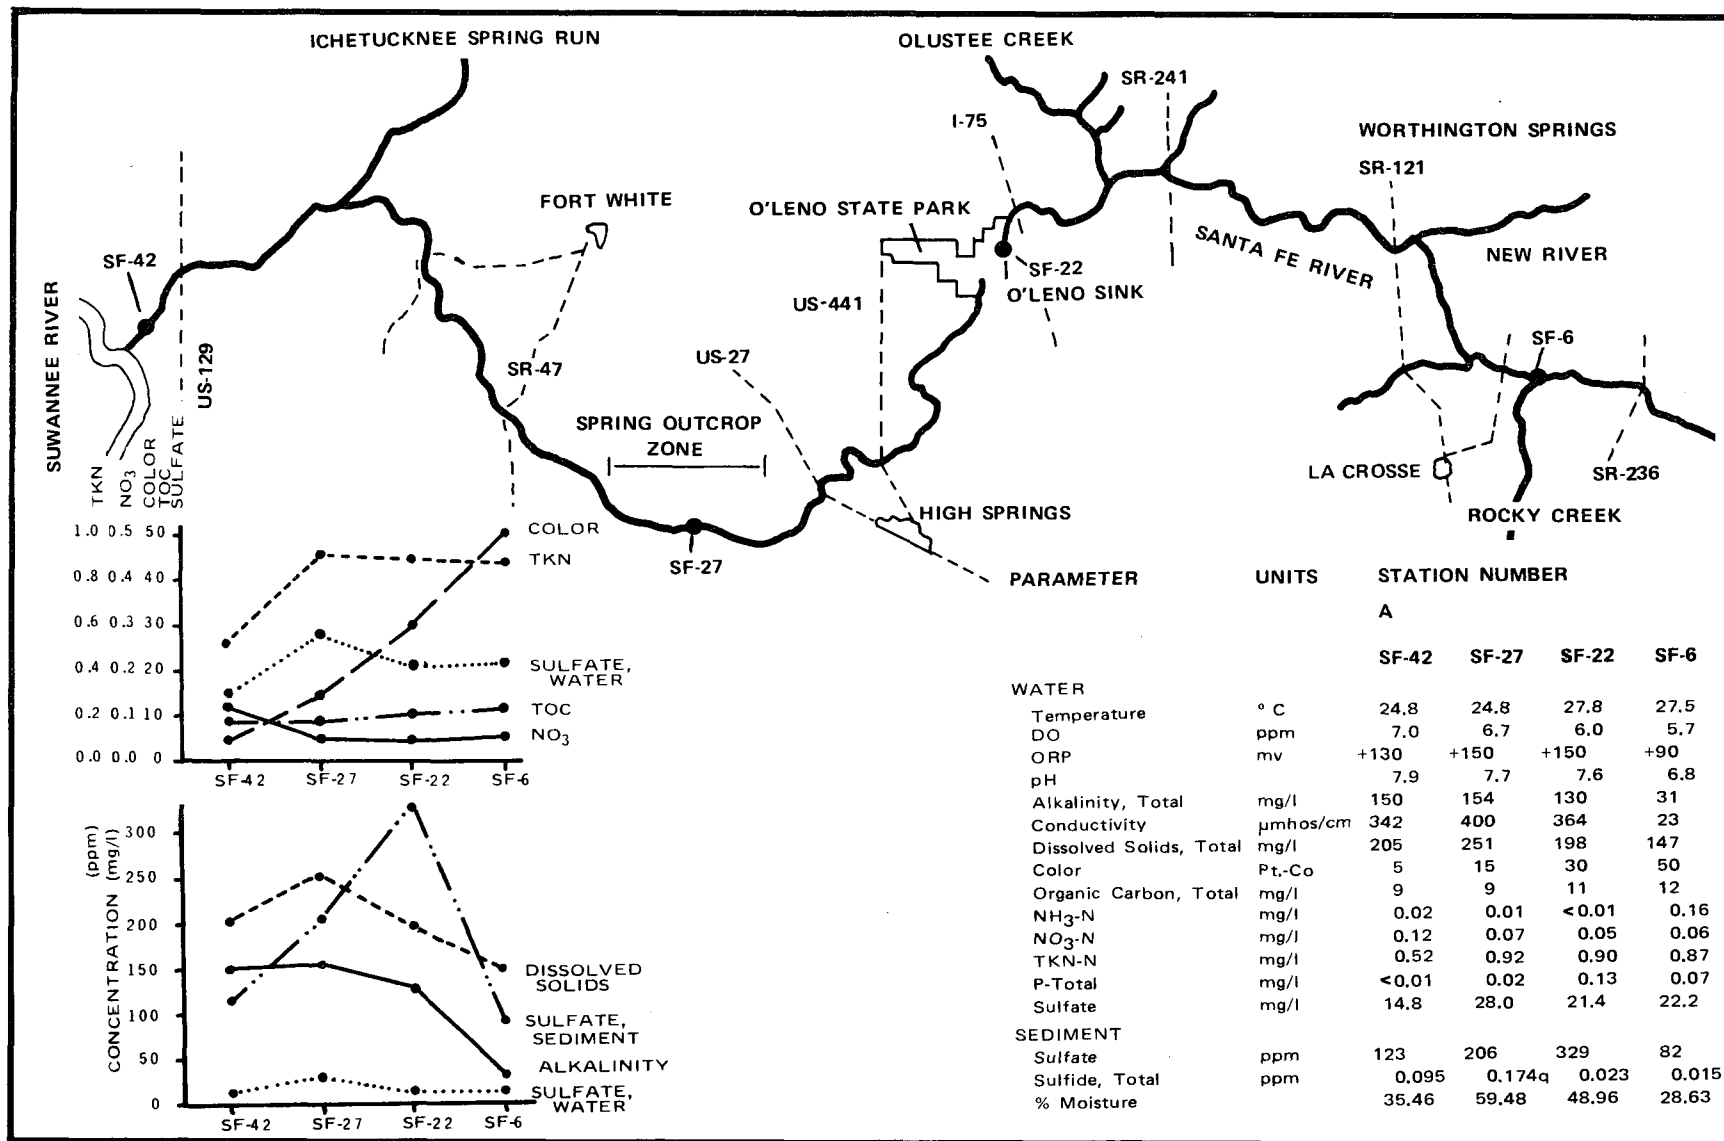 ICHETUCKNEE SPRING RUN
OLUSTEE CREEK
SR-241
I-75
WORTHINGTON SPRINGS
SR-121
FORT WHITE
O'LENO STATE PARK
SANTA FE RIVER
NEW RIVER
SF-42
SF-22
O'LENO SINK
US-441
SUWANNEE RIVER
US-129
US-27
SR-47
SF-6
SPRING OUTCROP
ZONE
LA CROSSE
SR-236
HIGH SPRINGS
ROCKY CREEK
SF-27
TKN
NO3
COLOR
TOC
SULFATE
1.0 0.5 50
0.8 0.4 40
0.6 0.3 30
0.4 0.2 20
0.2 0.1 10
0.0 0.0 0
COLOR
TKN
SULFATE,
WATER
TOC
NO3
SF-42 SF-27 SF-22 SF-6
CONCENTRATION (mg/l)
(ppm)
300
250
200
150
100
50
0
DISSOLVED
SOLIDS
SULFATE,
SEDIMENT
ALKALINITY
SULFATE,
WATER
SF-42 SF-27 SF-22 SF-6
PARAMETER UNITS STATION NUMBER
A
SF-42 SF-27 SF-22 SF-6
WATER
Temperature ° C 24.8 24.8 27.8 27.5
DO ppm 7.0 6.7 6.0 5.7
ORP mv +130 +150 +150 +90
pH 7.9 7.7 7.6 6.8
Alkalinity, Total mg/l 150 154 130 31
Conductivity µmhos/cm 342 400 364 23
Dissolved Solids, Total mg/l 205 251 198 147
Color Pt.-Co 5 15 30 50
Organic Carbon, Total mg/l 9 9 11 12
NH3-N mg/l 0.02 0.01 <0.01 0.16
NO3-N mg/l 0.12 0.07 0.05 0.06
TKN-N mg/l 0.52 0.92 0.90 0.87
P-Total mg/l <0.01 0.02 0.13 0.07
Sulfate mg/l 14.8 28.0 21.4 22.2
SEDIMENT
Sulfate ppm 123 206 329 82
Sulfide, Total ppm 0.095 0.174q 0.023 0.015
% Moisture 35.46 59.48 48.96 28.63